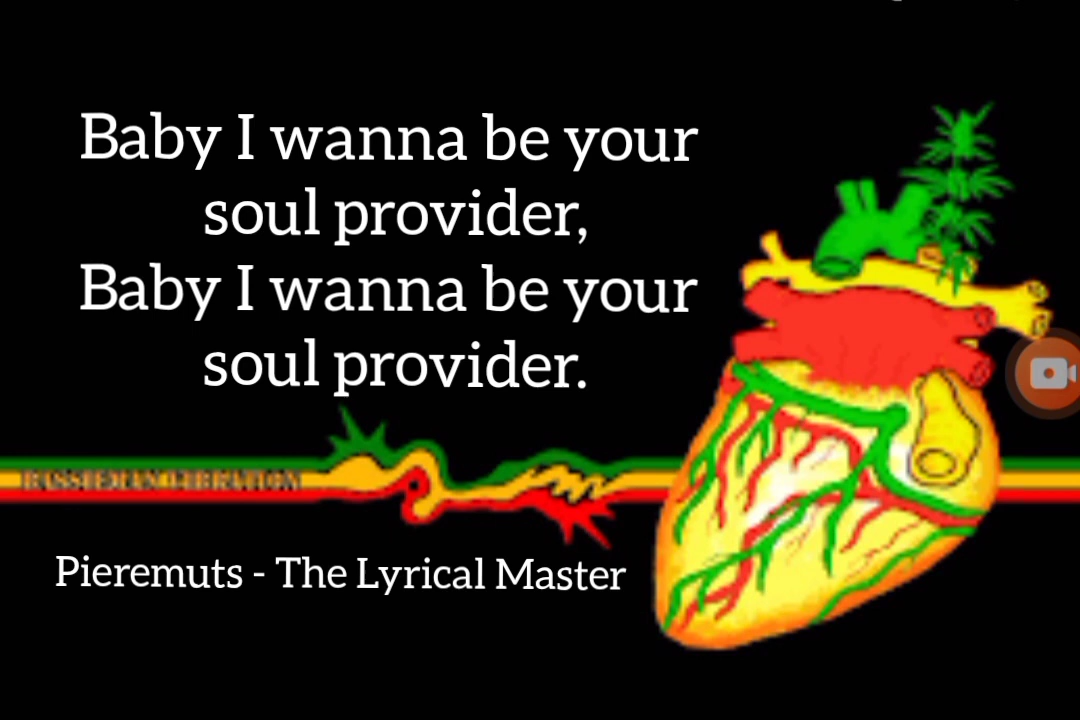 Baby I wanna be your
soul provider,
Baby I wanna be your
soul provider.
Pieremuts - The Lyrical Master